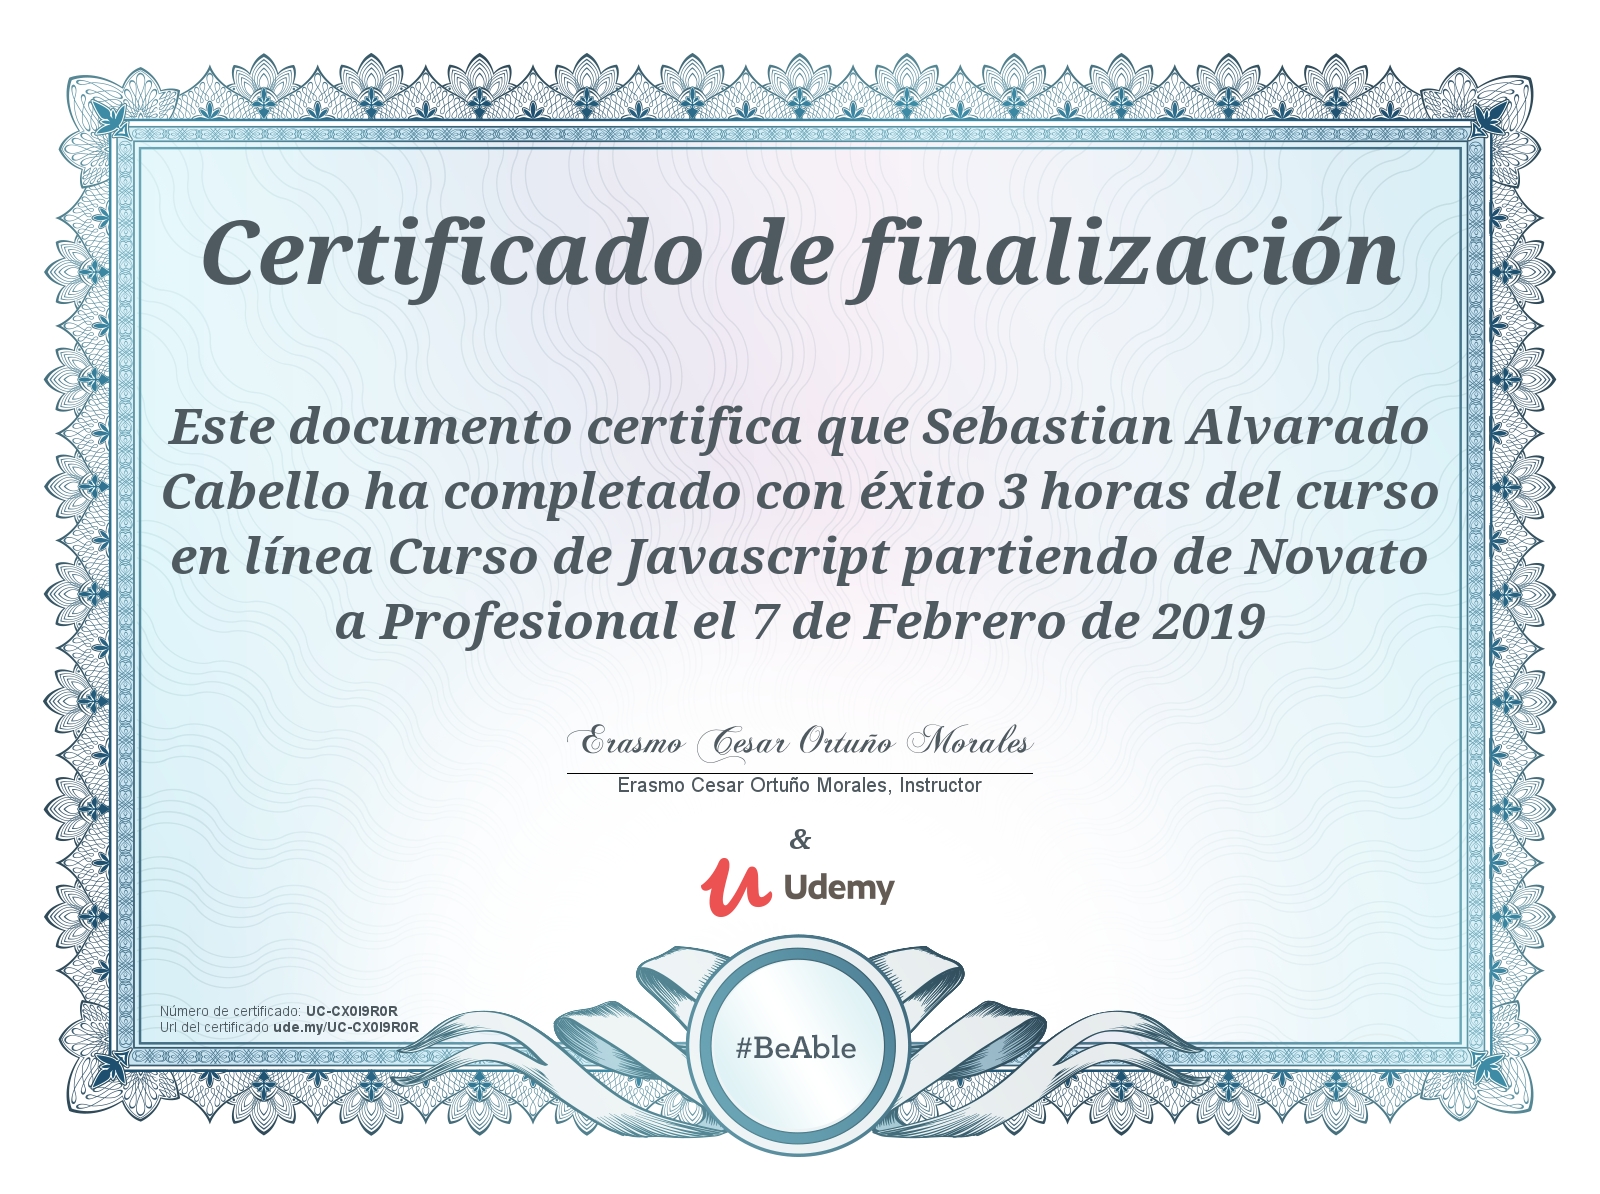 Certificado de finalización
Este documento certifica que Sebastian Alvarado
Cabello ha completado con éxito 3 horas del curso
en línea Curso de Javascript partiendo de Novato
a Profesional el 7 de Febrero de 2019
Erasmo Cesar Ortuño Morales
Erasmo Cesar Ortuño Morales, Instructor
&
Udemy
Número de certificado: UC-CX0I9R0R
Url del certificado ude.my/UC-CX0I9R0R
#BeAble